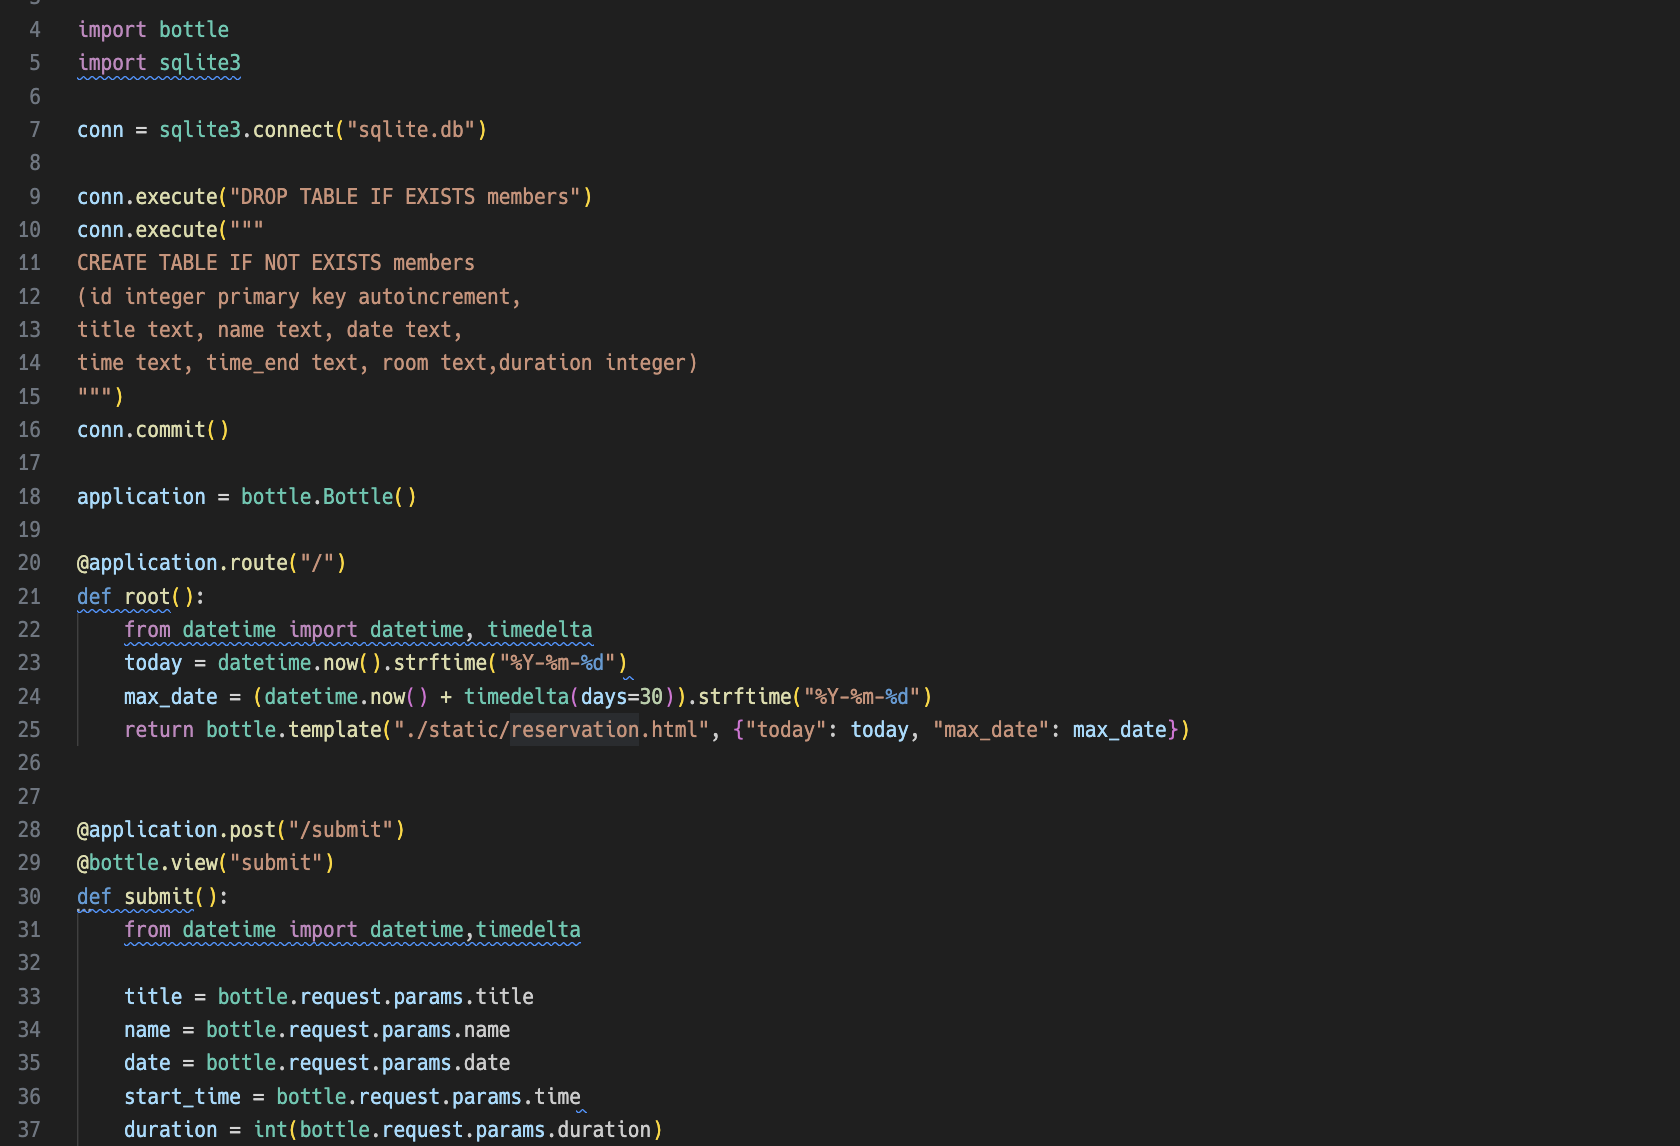 4 import bottle
5 import sqlite3
6
7 conn = sqlite3.connect("sqlite.db")
8
9 conn.execute("DROP TABLE IF EXISTS members")
10 conn.execute("""
11 CREATE TABLE IF NOT EXISTS members
12 (id integer primary key autoincrement,
13 title text, name text, date text,
14 time text, time_end text, room text,duration integer)
15 """)
16 conn.commit()
17
18 application = bottle.Bottle()
19
20 @application.route("/")
21 def root():
22     from datetime import datetime, timedelta
23     today = datetime.now().strftime("%Y-%m-%d")
24     max_date = (datetime.now() + timedelta(days=30)).strftime("%Y-%m-%d")
25     return bottle.template("./static/reservation.html", {"today": today, "max_date": max_date})
26
27
28 @application.post("/submit")
29 @bottle.view("submit")
30 def submit():
31     from datetime import datetime,timedelta
32
33     title = bottle.request.params.title
34     name = bottle.request.params.name
35     date = bottle.request.params.date
36     start_time = bottle.request.params.time
37     duration = int(bottle.request.params.duration)